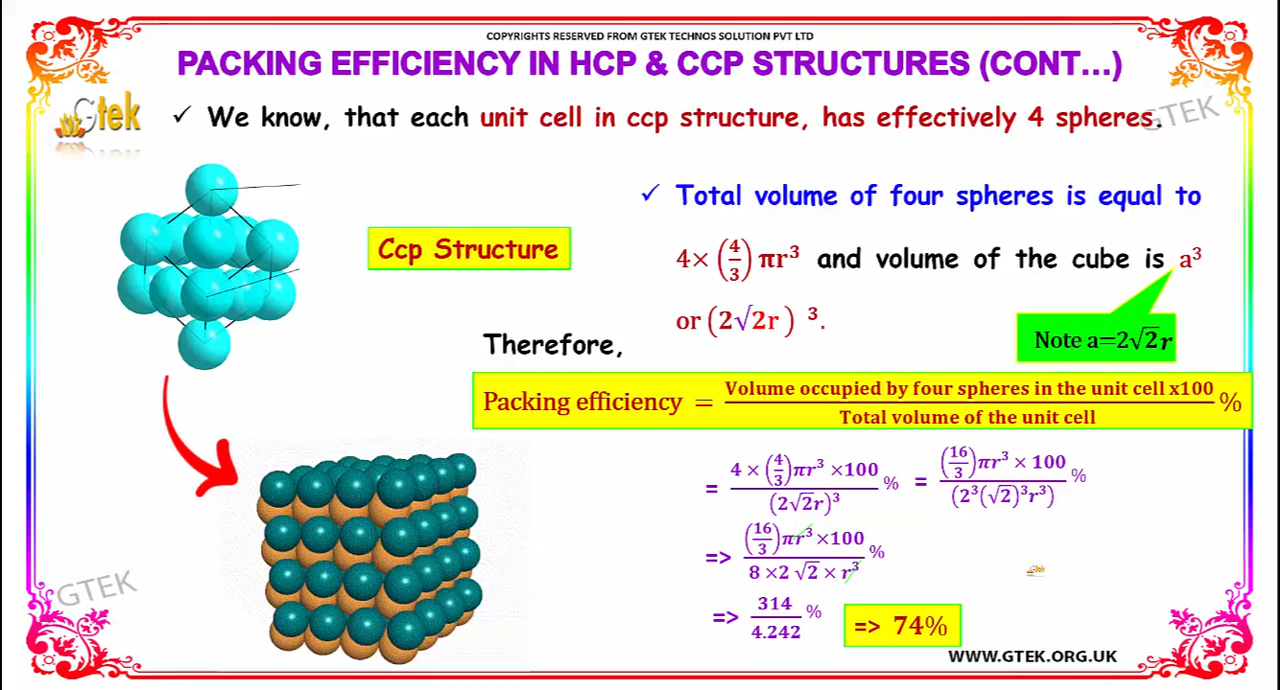 COPYRIGHTS RESERVED FROM GTEK TECHNOS SOLUTION PVT LTD
PACKING EFFICIENCY IN HCP & CCP STRUCTURES (CONT...)
Gtek
✓ We know, that each unit cell in ccp structure, has effectively 4 spheres.
GTEK
✓ Total volume of four spheres is equal to
Ccp Structure
4× (4/3) πr³ and volume of the cube is a³
or (2√2r) ³.
Note a=2√2r
Therefore,
Packing efficiency = Volume occupied by four spheres in the unit cell x100 / Total volume of the unit cell %
= 4 × (4/3)πr³ ×100 / (2√2r)³ % = (16/3)πr³ × 100 / (2³(√2)³r³) %
=> (16/3)πr³ ×100 / 8 ×2 √2 × r³ %
GTEK
=> 314 / 4.242 % => 74%
WWW.GTEK.ORG.UK